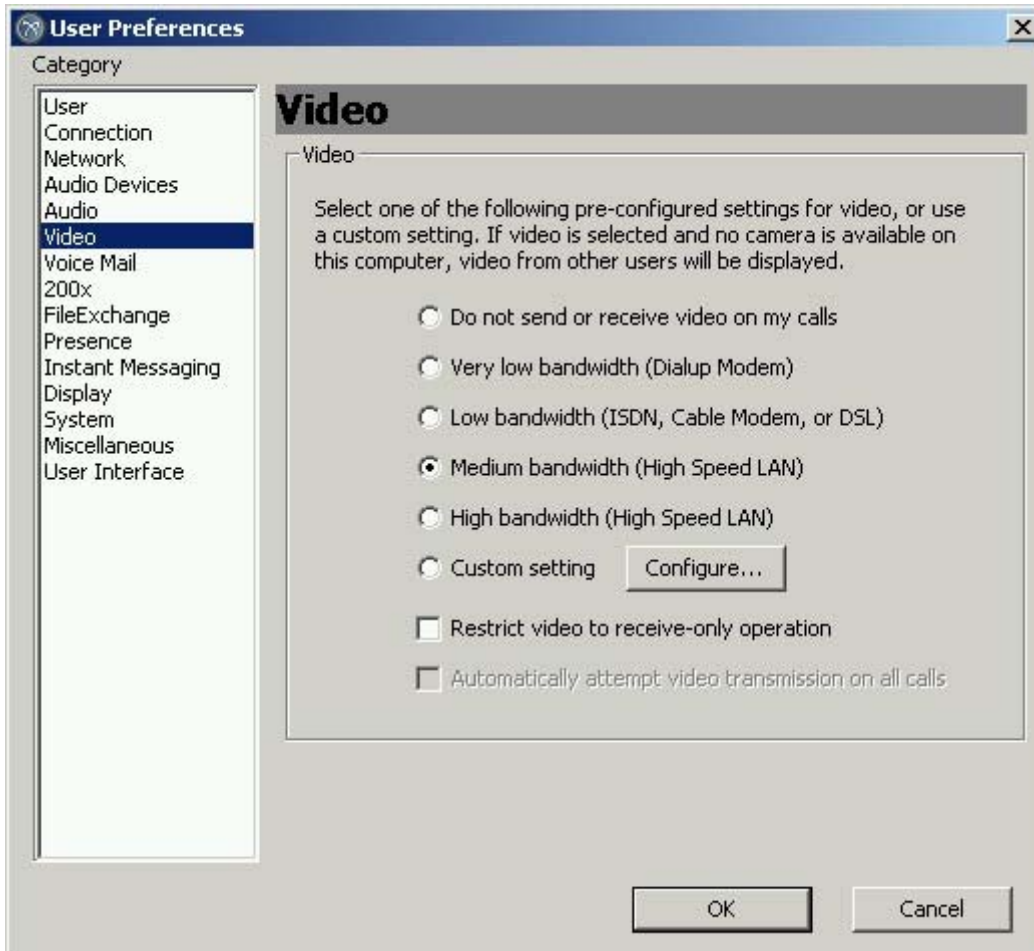 User Preferences
Category
User
Connection
Network
Audio Devices
Audio
Video
Voice Mail
200x
FileExchange
Presence
Instant Messaging
Display
System
Miscellaneous
User Interface
Video
Video
Select one of the following pre-configured settings for video, or use
a custom setting. If video is selected and no camera is available on
this computer, video from other users will be displayed.
Do not send or receive video on my calls
Very low bandwidth (Dialup Modem)
Low bandwidth (ISDN, Cable Modem, or DSL)
Medium bandwidth (High Speed LAN)
High bandwidth (High Speed LAN)
Custom setting Configure...
Restrict video to receive-only operation
Automatically attempt video transmission on all calls
OK Cancel